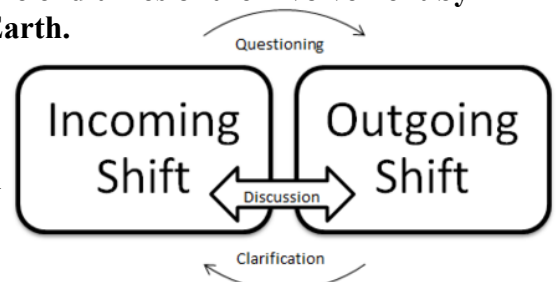 Earth.
Questioning
Incoming
Shift
Outgoing
Shift
Discussion
Clarification